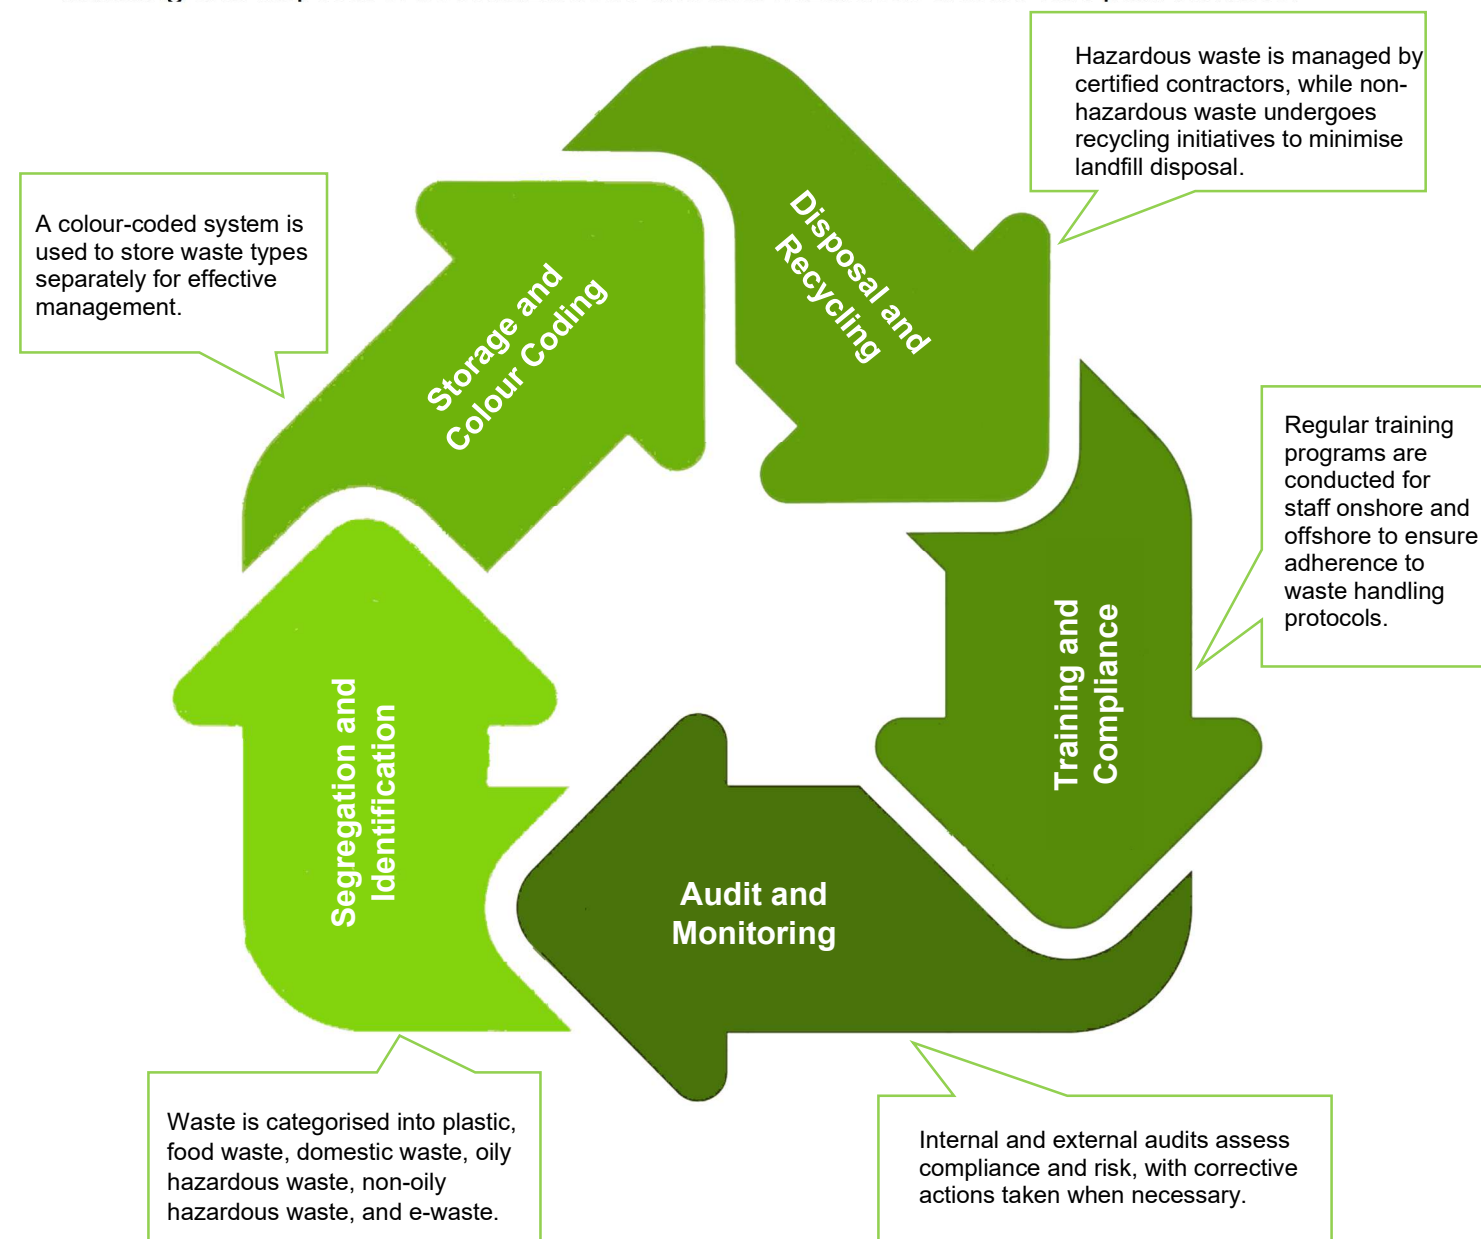 Hazardous waste is managed by
certified contractors, while non-
hazardous waste undergoes
recycling initiatives to minimise
landfill disposal.
A colour-coded system is
used to store waste types
separately for effective
management.
Disposal and
Recycling
Storage and
Colour Coding
Regular training
programs are
conducted for
staff onshore and
offshore to ensure
adherence to
waste handling
protocols.
Training and
Compliance
Segregation and
Identification
Audit and
Monitoring
Waste is categorised into plastic,
food waste, domestic waste, oily
hazardous waste, non-oily
hazardous waste, and e-waste.
Internal and external audits assess
compliance and risk, with corrective
actions taken when necessary.